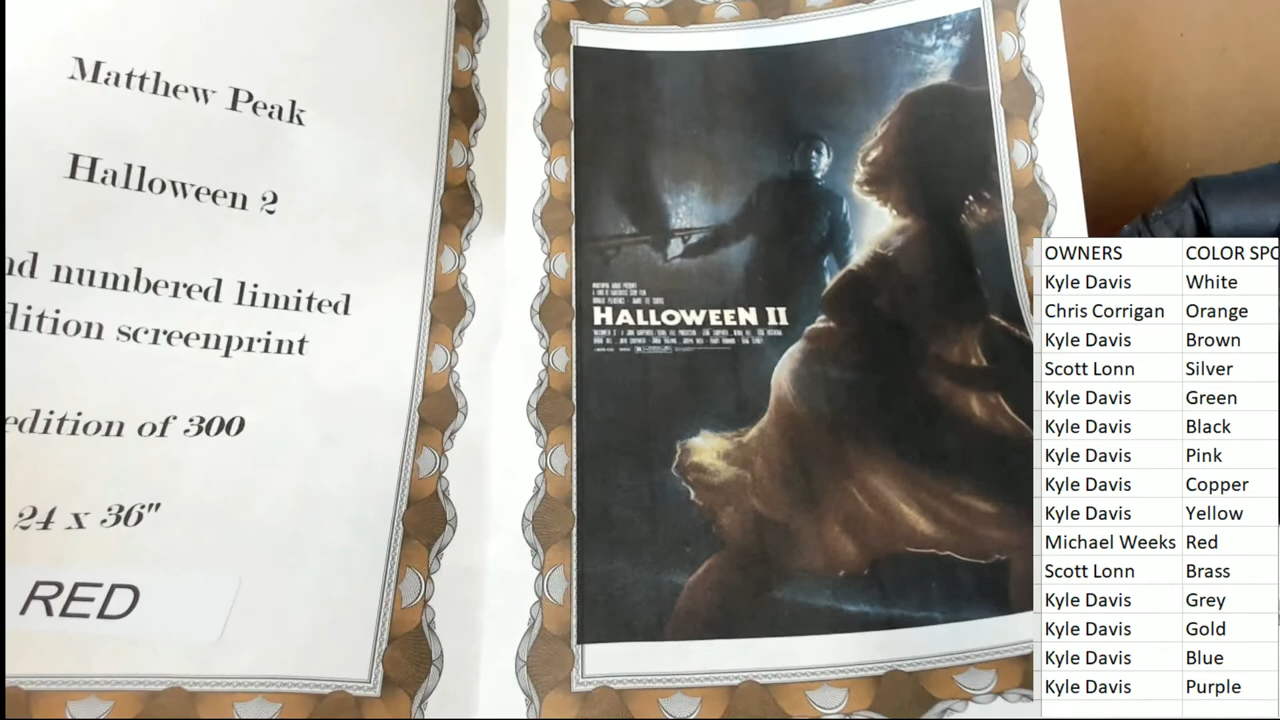 Matthew Peak
Halloween 2
nd numbered limited
dition screenprint
edition of 300
24 x 36"
RED
HALLOWEEN II
OWNERS COLOR SPO
Kyle Davis White
Chris Corrigan Orange
Kyle Davis Brown
Scott Lonn Silver
Kyle Davis Green
Kyle Davis Black
Kyle Davis Pink
Kyle Davis Copper
Kyle Davis Yellow
Michael Weeks Red
Scott Lonn Brass
Kyle Davis Grey
Kyle Davis Gold
Kyle Davis Blue
Kyle Davis Purple